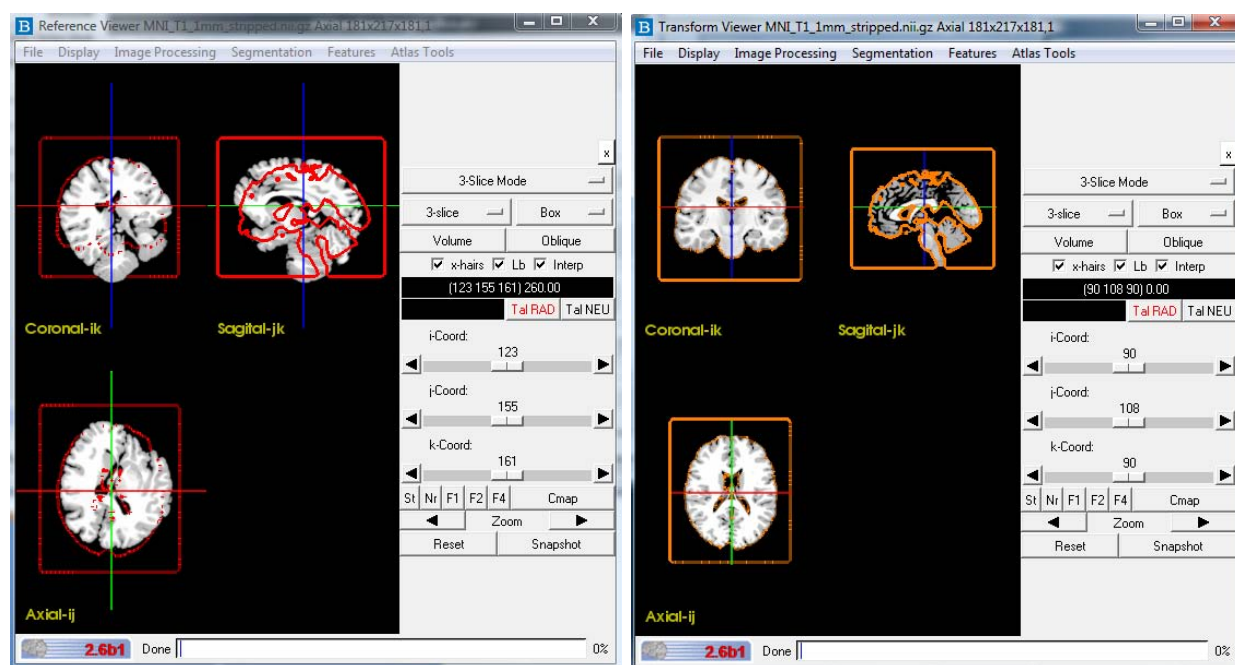 Reference Viewer MNI_T1_1mm_stripped.nii.gz Axial 181x217x181,1
File Display Image Processing Segmentation Features Atlas Tools
x
3-Slice Mode
3-slice Box
Volume Oblique
x-hairs Lb Interp
(123 155 161) 260.00
Tal RAD Tal NEU
Coronal-ik Sagital-jk
i-Coord:
123
j-Coord:
155
k-Coord:
161
St Nr F1 F2 F4 Cmap
Zoom
Reset Snapshot
Axial-ij
2.6b1 Done 0%
Transform Viewer MNI_T1_1mm_stripped.nii.gz Axial 181x217x181,1
File Display Image Processing Segmentation Features Atlas Tools
x
3-Slice Mode
3-slice Box
Volume Oblique
x-hairs Lb Interp
(90 108 90) 0.00
Tal RAD Tal NEU
Coronal-ik Sagital-jk
i-Coord:
90
j-Coord:
108
k-Coord:
90
St Nr F1 F2 F4 Cmap
Zoom
Reset Snapshot
Axial-ij
2.6b1 Done 0%